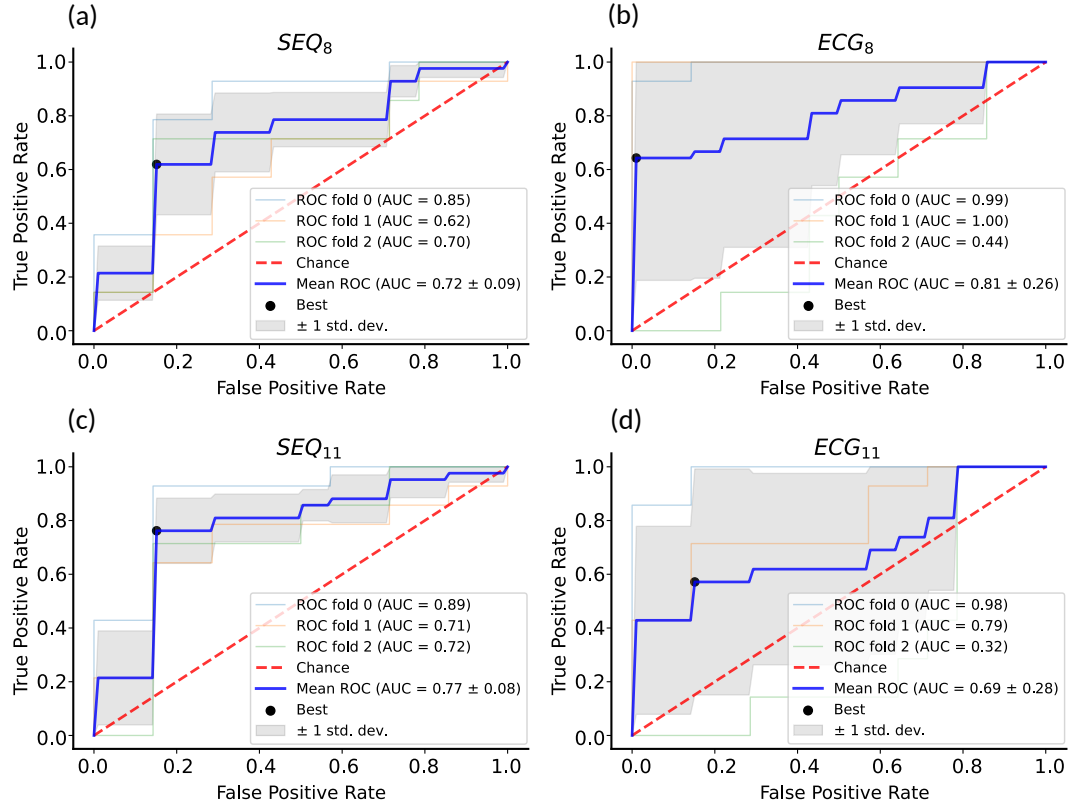 (a)
SEQ8
True Positive Rate
1.0
0.8
0.6
0.4
0.2
0.0
ROC fold 0 (AUC = 0.85)
ROC fold 1 (AUC = 0.62)
ROC fold 2 (AUC = 0.70)
Chance
Mean ROC (AUC = 0.72 ± 0.09)
Best
± 1 std. dev.
0.0 0.2 0.4 0.6 0.8 1.0
False Positive Rate
(b)
ECG8
True Positive Rate
1.0
0.8
0.6
0.4
0.2
0.0
ROC fold 0 (AUC = 0.99)
ROC fold 1 (AUC = 1.00)
ROC fold 2 (AUC = 0.44)
Chance
Mean ROC (AUC = 0.81 ± 0.26)
Best
± 1 std. dev.
0.0 0.2 0.4 0.6 0.8 1.0
False Positive Rate
(c)
SEQ11
True Positive Rate
1.0
0.8
0.6
0.4
0.2
0.0
ROC fold 0 (AUC = 0.89)
ROC fold 1 (AUC = 0.71)
ROC fold 2 (AUC = 0.72)
Chance
Mean ROC (AUC = 0.77 ± 0.08)
Best
± 1 std. dev.
0.0 0.2 0.4 0.6 0.8 1.0
False Positive Rate
(d)
ECG11
True Positive Rate
1.0
0.8
0.6
0.4
0.2
0.0
ROC fold 0 (AUC = 0.98)
ROC fold 1 (AUC = 0.79)
ROC fold 2 (AUC = 0.32)
Chance
Mean ROC (AUC = 0.69 ± 0.28)
Best
± 1 std. dev.
0.0 0.2 0.4 0.6 0.8 1.0
False Positive Rate